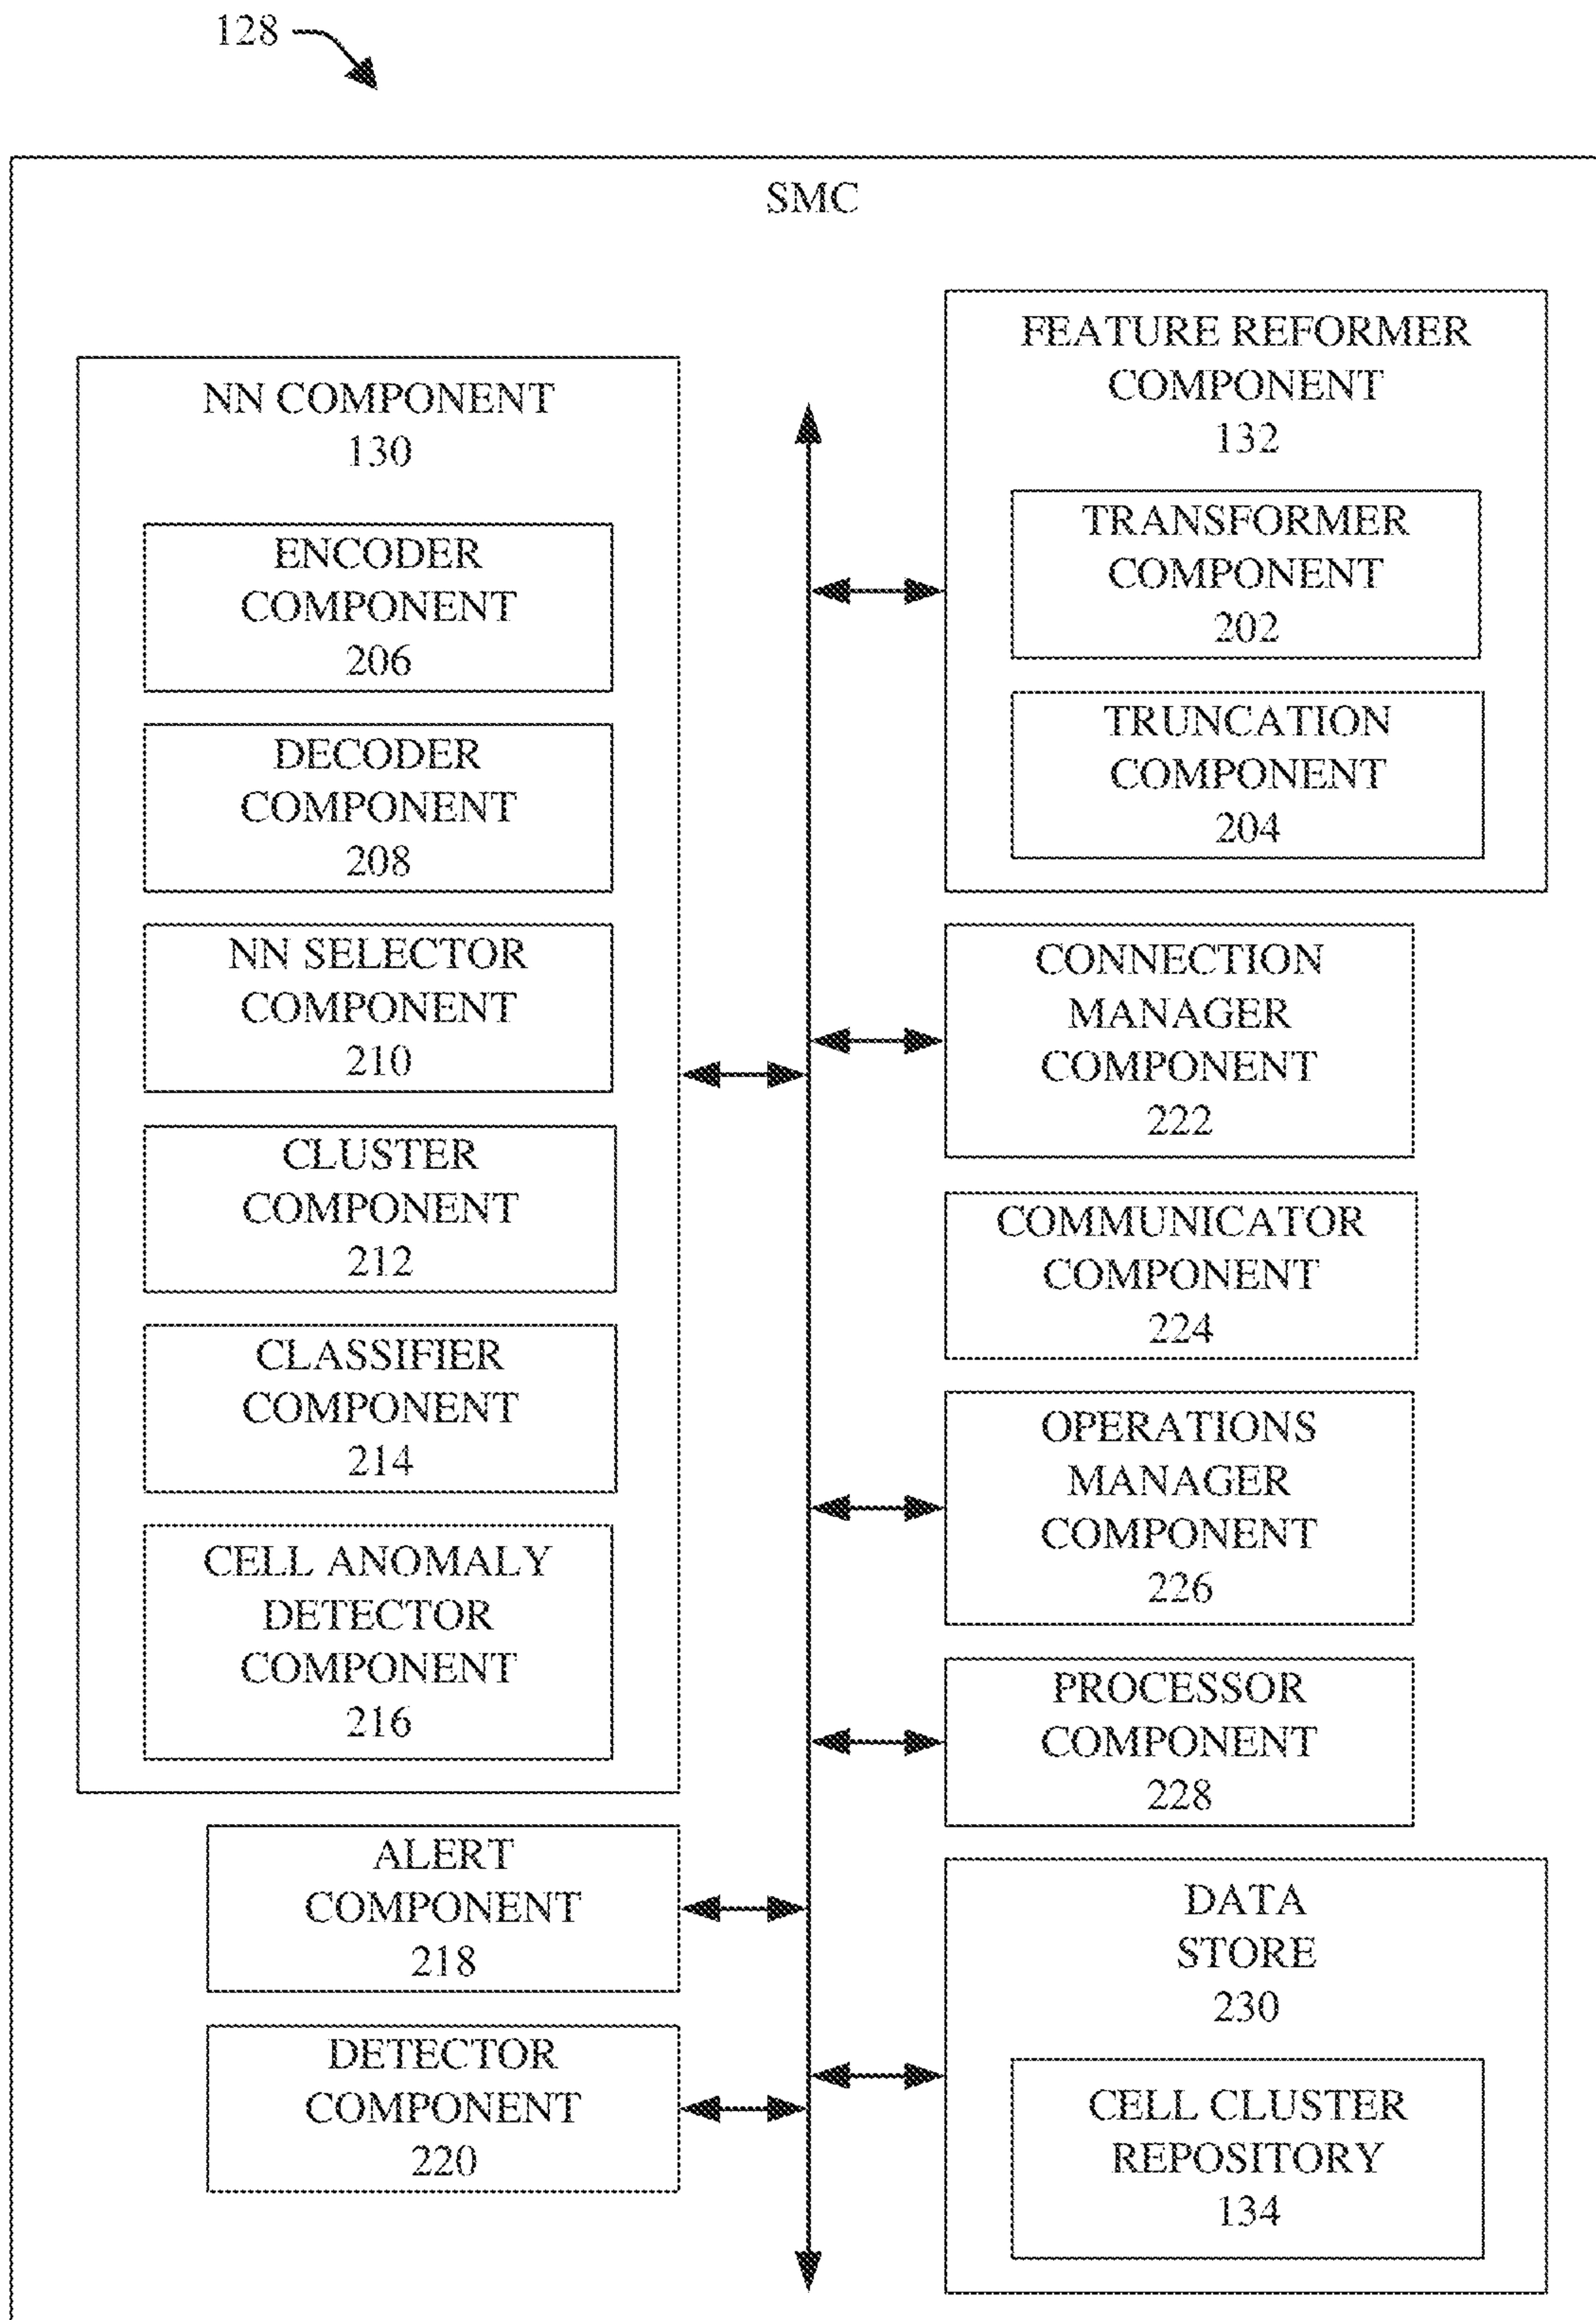 128
SMC
NN COMPONENT
130
ENCODER
COMPONENT
206
DECODER
COMPONENT
208
NN SELECTOR
COMPONENT
210
CLUSTER
COMPONENT
212
CLASSIFIER
COMPONENT
214
CELL ANOMALY
DETECTOR
COMPONENT
216
ALERT
COMPONENT
218
DETECTOR
COMPONENT
220
FEATURE REFORMER
COMPONENT
132
TRANSFORMER
COMPONENT
202
TRUNCATION
COMPONENT
204
CONNECTION
MANAGER
COMPONENT
222
COMMUNICATOR
COMPONENT
224
OPERATIONS
MANAGER
COMPONENT
226
PROCESSOR
COMPONENT
228
DATA
STORE
230
CELL CLUSTER
REPOSITORY
134